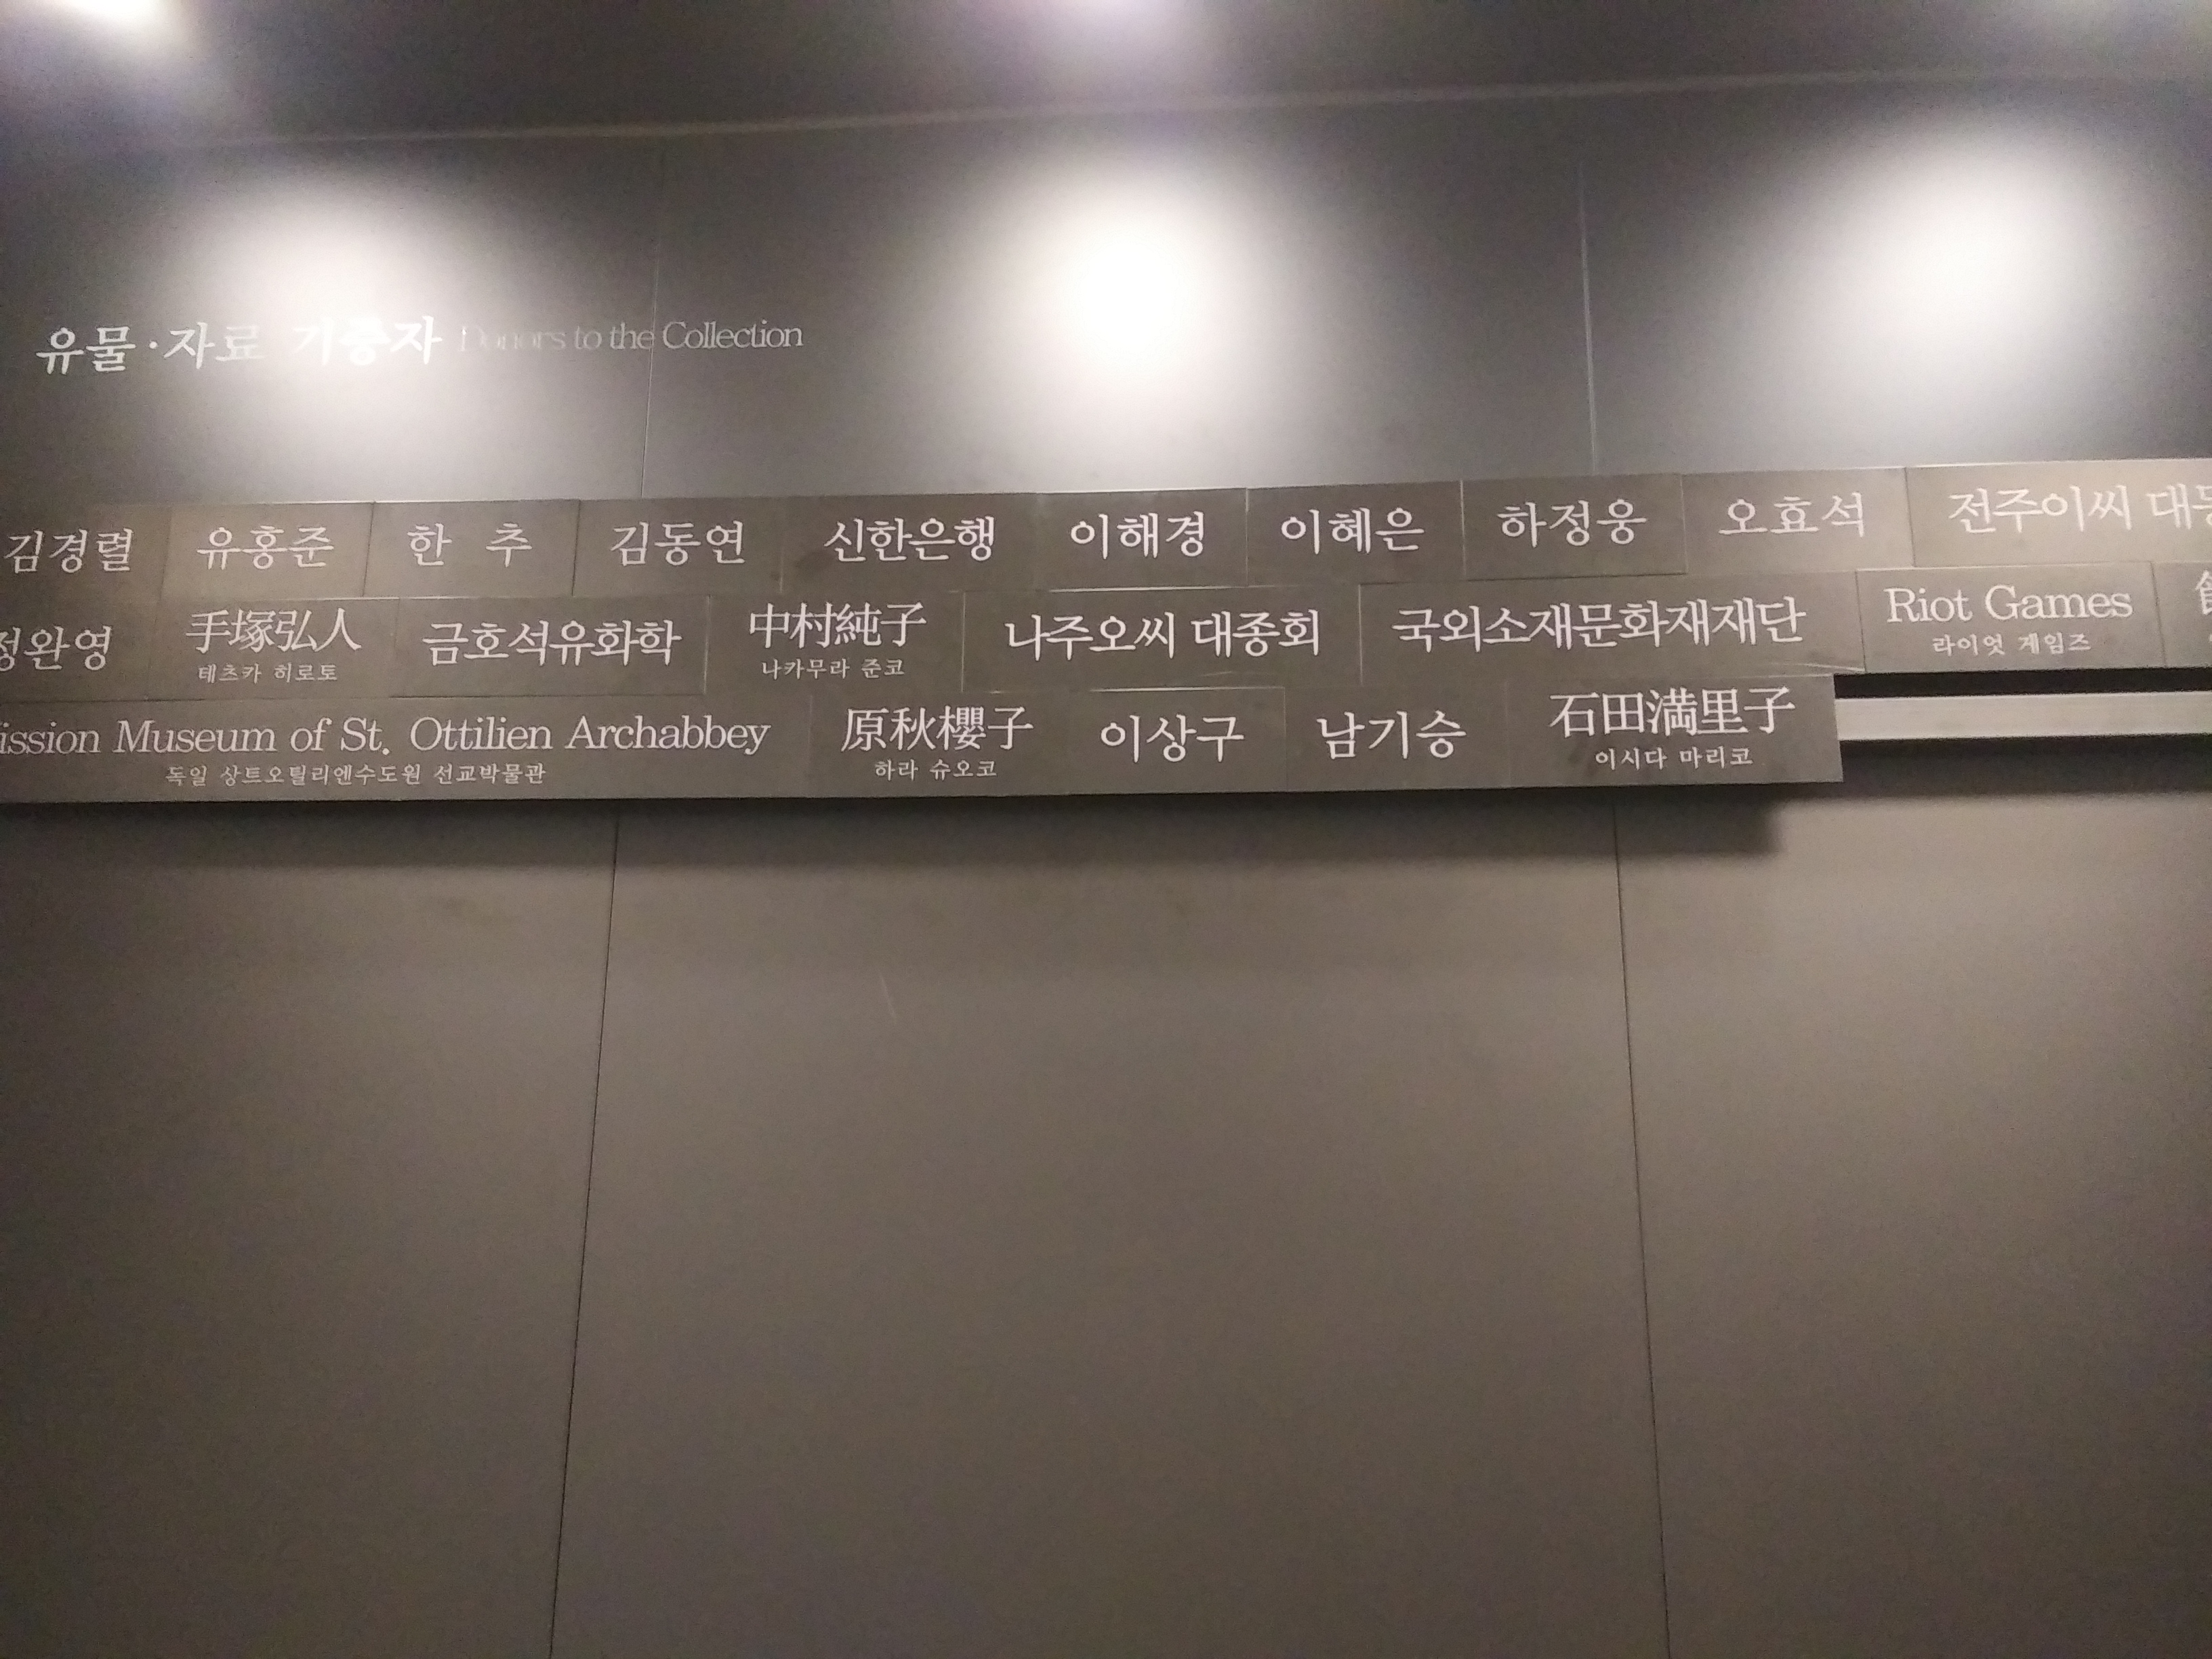 유물·자료 기증자 Donors to the Collection
김경렬 유홍준 한 추 김동연 신한은행 이해경 이혜은 하정웅 오효석 전주이씨
정완영 手塚弘人 금호석유화학 中村純子 나주오씨 대종회 국외소재문화재재단 Riot Games
테츠카 히로토 나카무라 준코 라이엇 게임즈
Museum of St. Ottilien Archabbey 原秋櫻子 이상구 남기승 石田満里子
독일 상트오틸리엔수도원 선교박물관 하라 슈오코 이시다 마리코